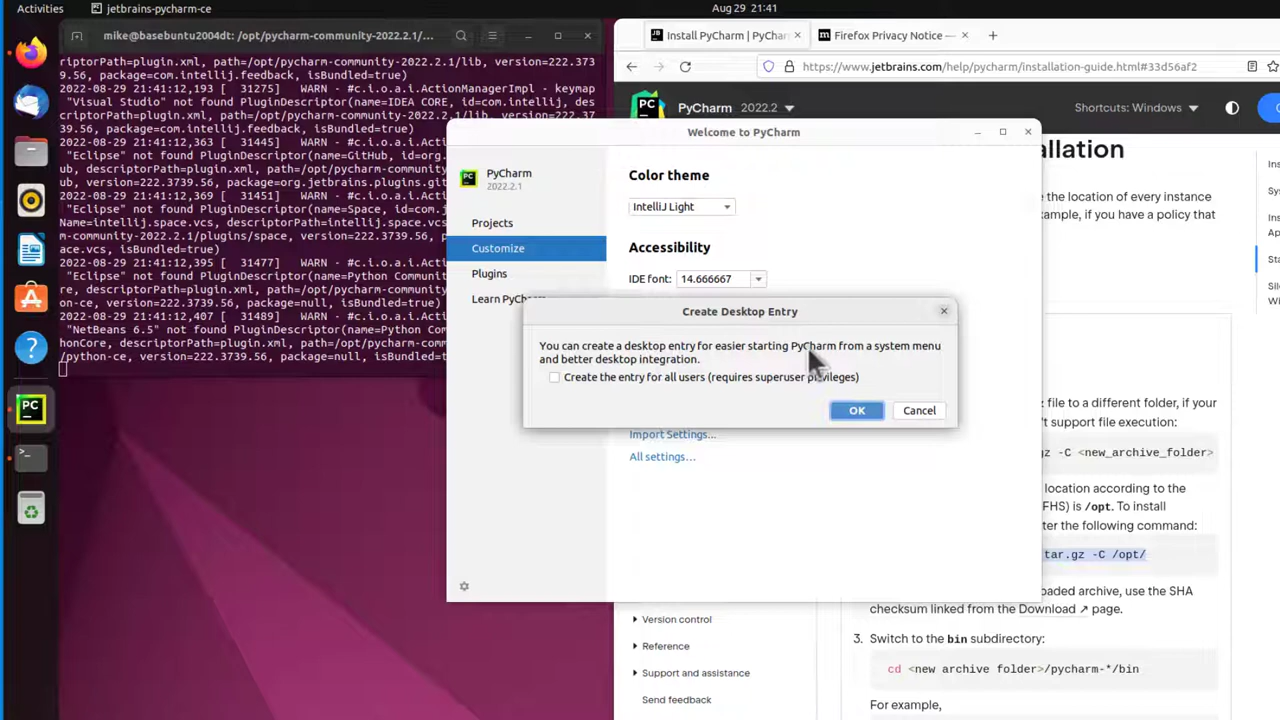 Activities
jetbrains-pycharm-ce
Aug 29 21:41
mike@basebuntu2004dt: /opt/pycharm-community-2022.2.1/...
riptorPath=plugin.xml, path=/opt/pycharm-community-2022.2.1/lib, version=222.373
9.56, package=com.intellij.feedback, isBundled=true)
2022-08-29 21:41:12,193 [ 31275] WARN - #c.i.o.a.i.ActionManagerImpl - keymap
"Visual Studio" not found PluginDescriptor(name=IDEA CORE, id=com.intellij, des
criptorPath=plugin.xml, path=/opt/pycharm-community-2022.2.1/lib, version=222.37
39.56, package=com.intellij.feedback, isBundled=true)
2022-08-29 21:41:12,363 [ 31445] WARN - #c.i.o.a.i.Acti
"Eclipse" not found PluginDescriptor(name=GitHub, id=org.
ub, descriptorPath=plugin.xml, path=/opt/pycharm-communit
.56, package=org.jetbrains.plugins.git
2022-08-29 21:41:12,369 [ 31451] WARN - #c.i.o.a.i.Acti
"Eclipse" not found PluginDescriptor(name=Space, id=com.j
Name=intellij.space.vcs, descriptorPath=intellij.space.vc
m-community-2022.2.1/plugins/space, version=222.3739.56,
ace.vcs, isBundled=true)
2022-08-29 21:41:12,395 [ 31477] WARN - #c.i.o.a.i.Acti
"Eclipse" not found PluginDescriptor(name=Python Communit
honCore, descriptorPath=plugin.xml, path=/opt/pycharm-com
/python-ce, version=222.3739.56, package=null, isBundled=
2022-08-29 21:41:12,407 [ 31489] WARN - #c.i.o.a.i.Acti
"NetBeans 6.5" not found PluginDescriptor(name=Python Com
honCore, descriptorPath=plugin.xml, path=/opt/pycharm-com
/python-ce, version=222.3739.56, package=null, isBundled=
Install PyCharm | PyChar
Firefox Privacy Notice —
https://www.jetbrains.com/help/pycharm/installation-guide.html#33d56af2
PC
PyCharm
2022.2
Shortcuts: Windows
Welcome to PyCharm
PC
PyCharm
2022.2.1
Projects
Customize
Plugins
Learn PyCharm
Color theme
IntelliJ Light
Accessibility
IDE font:
14.666667
Create Desktop Entry
You can create a desktop entry for easier starting PyCharm from a system menu
and better desktop integration.
Create the entry for all users (requires superuser privileges)
OK
Cancel
Import Settings...
All settings...
allation
e the location of every instance
xample, if you have a policy that
Ins
Sys
Ins
Ap
Sta
Sile
Wi
z file to a different folder, if your
't support file execution:
gz -C <new_archive_folder>
location according to the
FHS) is /opt. To install
ter the following command:
tar.gz -C /opt/
oaded archive, use the SHA
checksum linked from the Download ↗ page.
3. Switch to the bin subdirectory:
cd <new archive folder>/pycharm-*/bin
For example,
Version control
Reference
Support and assistance
Send feedback
PC